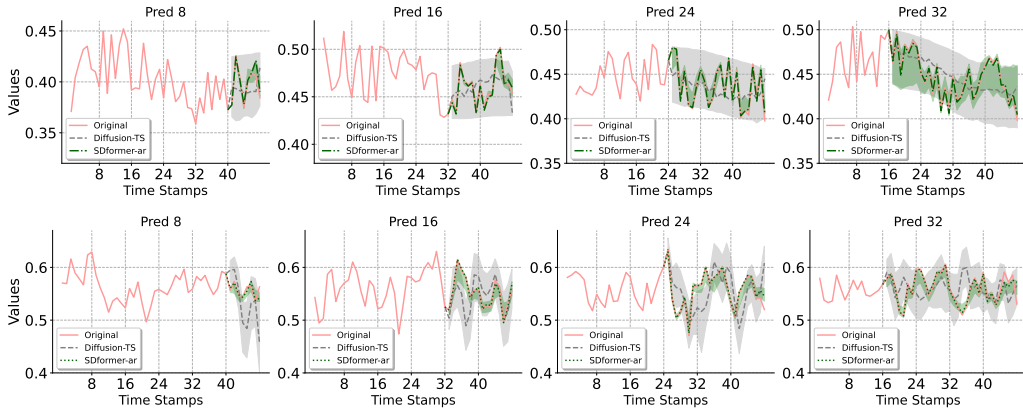 Pred 8
Pred 16
Pred 24
Pred 32
Values
0.45
0.40
0.35
Original
Diffusion-TS
SDformer-ar
8 16 24 32 40
Time Stamps
0.50
0.45
0.40
Original
Diffusion-TS
SDformer-ar
8 16 24 32 40
Time Stamps
0.50
0.45
0.40
0.35
Original
Diffusion-TS
SDformer-ar
8 16 24 32 40
Time Stamps
0.50
0.45
0.40
0.35
Original
Diffusion-TS
SDformer-ar
8 16 24 32 40
Time Stamps
Pred 8
Pred 16
Pred 24
Pred 32
Values
0.6
0.5
0.4
Original
Diffusion-TS
SDformer-ar
8 16 24 32 40
Time Stamps
0.6
0.5
0.4
Original
Diffusion-TS
SDformer-ar
8 16 24 32 40
Time Stamps
0.6
0.5
0.4
Original
Diffusion-TS
SDformer-ar
8 16 24 32 40
Time Stamps
0.6
0.5
0.4
Original
Diffusion-TS
SDformer-ar
8 16 24 32 40
Time Stamps